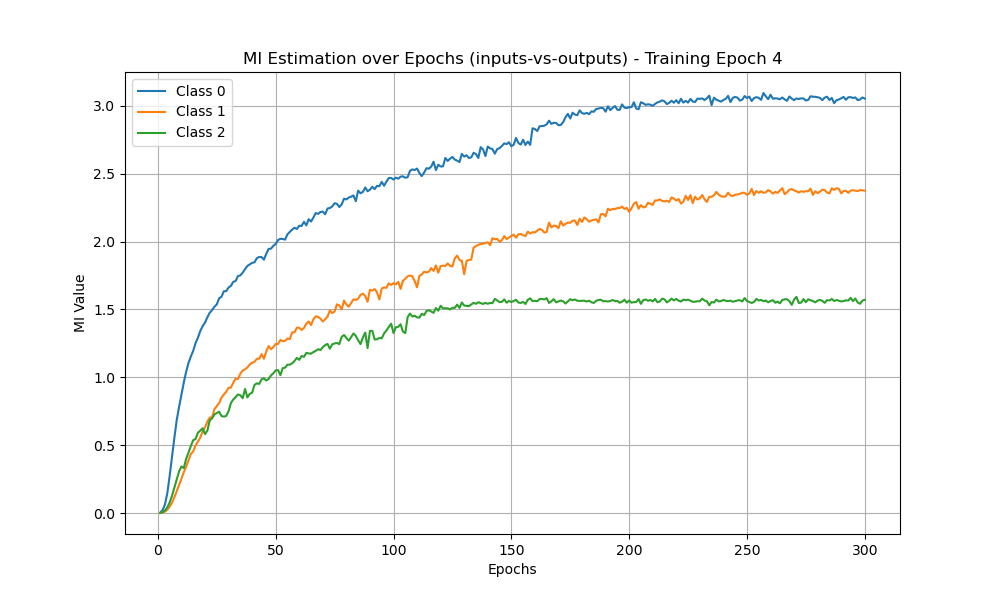 MI Estimation over Epochs (inputs-vs-outputs) - Training Epoch 4
Class 0
Class 1
Class 2
MI Value
3.0
2.5
2.0
1.5
1.0
0.5
0.0
0
50
100
150
200
250
300
Epochs